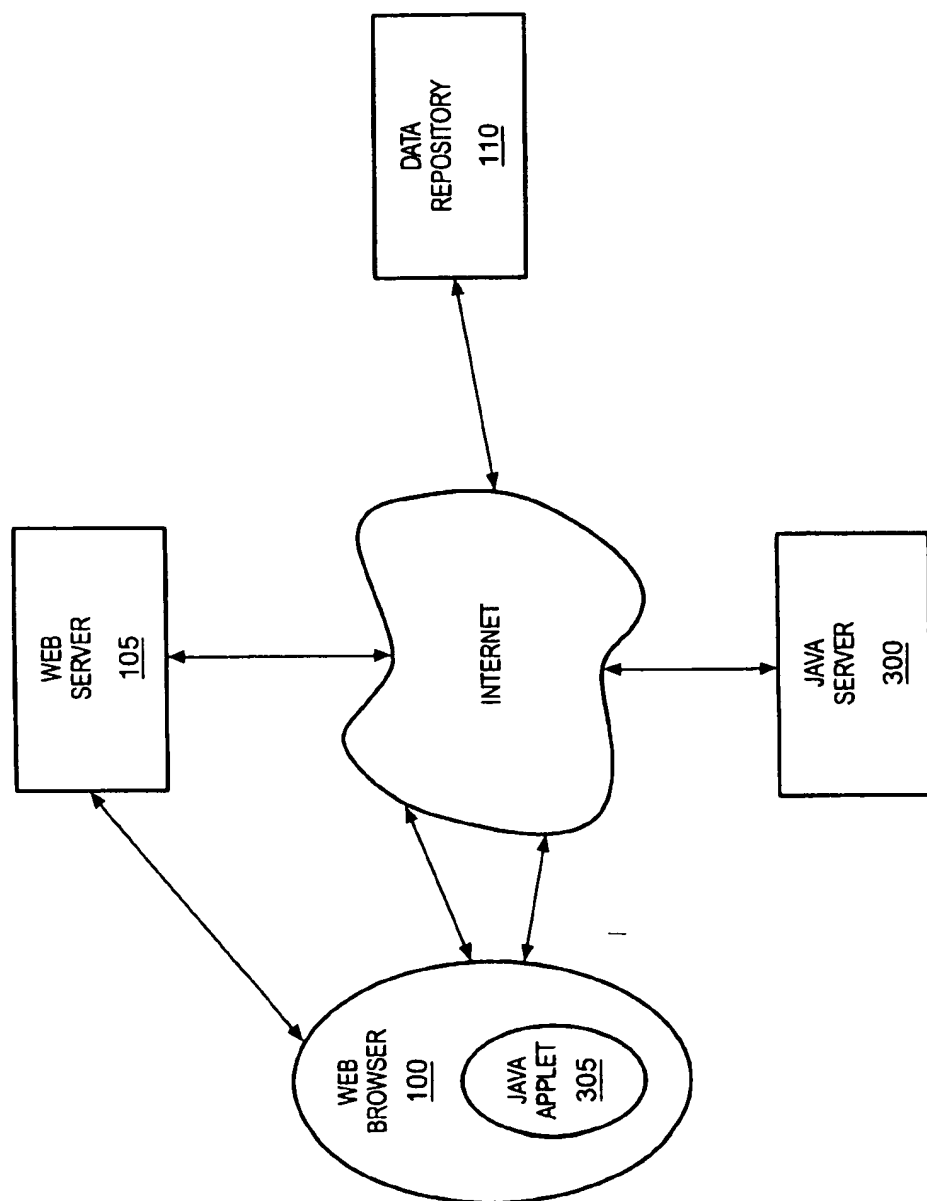 WEB
BROWSER
100
JAVA
APPLET
305
WEB
SERVER
105
INTERNET
JAVA
SERVER
300
DATA
REPOSITORY
110